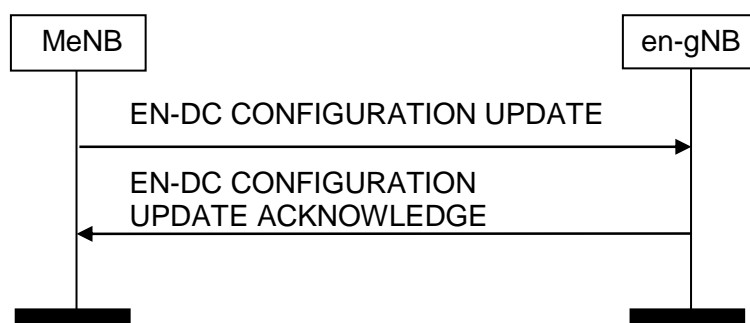 MeNB
en-gNB
EN-DC CONFIGURATION UPDATE
EN-DC CONFIGURATION
UPDATE ACKNOWLEDGE